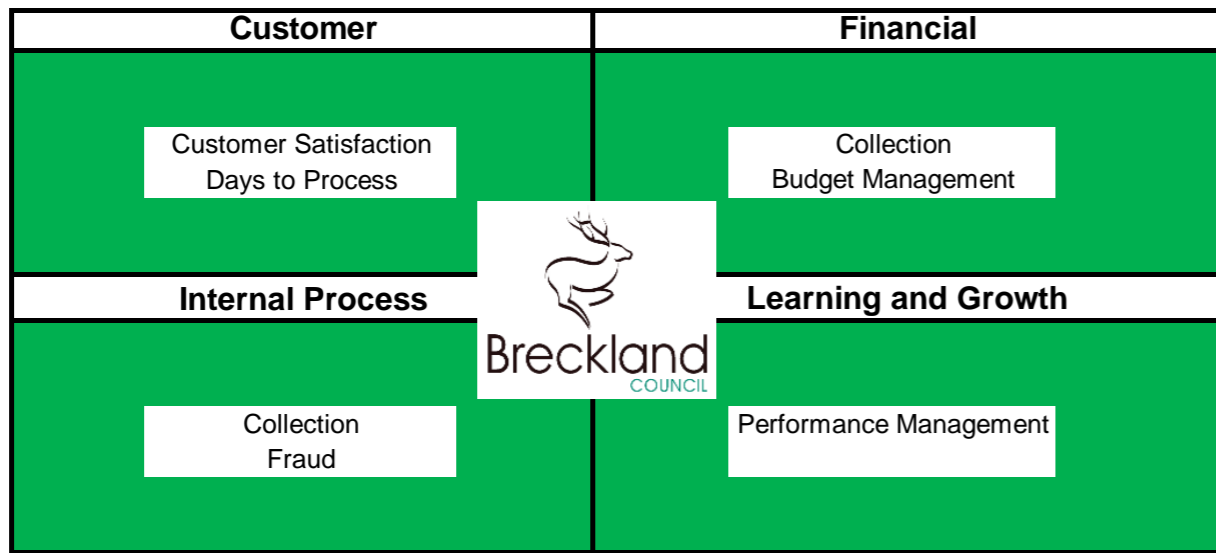 Customer
Financial
Customer Satisfaction
Days to Process
Collection
Budget Management
Internal Process
Learning and Growth
Breckland
COUNCIL
Collection
Fraud
Performance Management